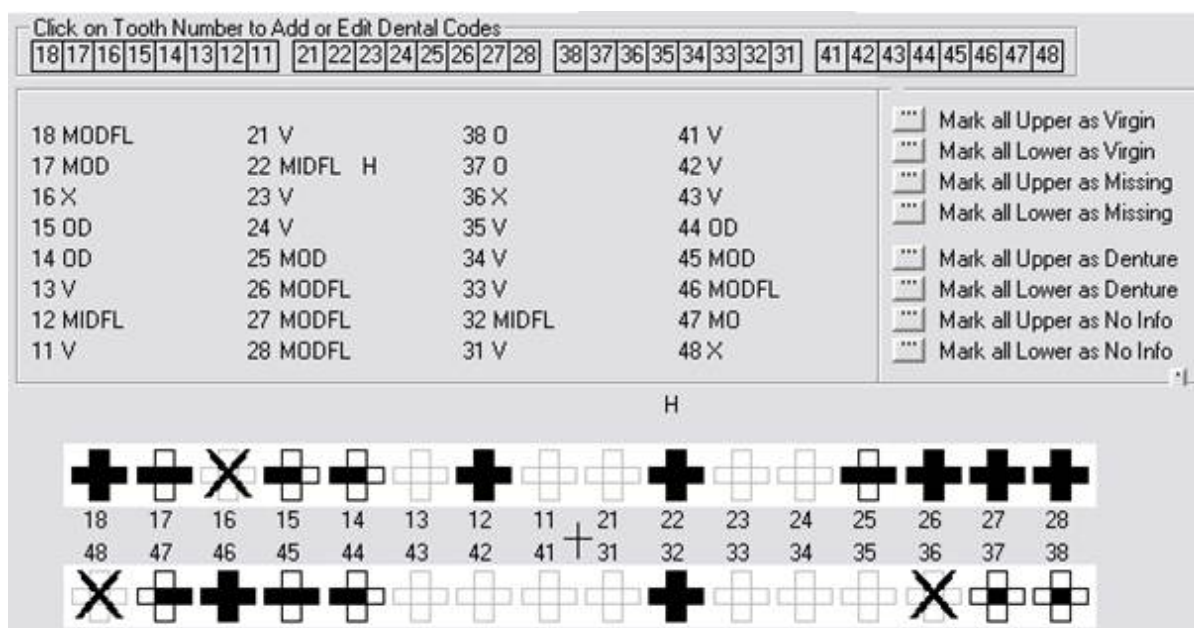 Click on Tooth Number to Add or Edit Dental Codes
18 17 16 15 14 13 12 11 21 22 23 24 25 26 27 28 38 37 36 35 34 33 32 31 41 42 43 44 45 46 47 48
18 MODFL 21 V 38 O 41 V
17 MOD 22 MIDFL H 37 O 42 V
16 X 23 V 36 X 43 V
15 OD 24 V 35 V 44 OD
14 OD 25 MOD 34 V 45 MOD
13 V 26 MODFL 33 V 46 MODFL
12 MIDFL 27 MODFL 32 MIDFL 47 MO
11 V 28 MODFL 31 V 48 X
Mark all Upper as Virgin
Mark all Lower as Virgin
Mark all Upper as Missing
Mark all Lower as Missing
Mark all Upper as Denture
Mark all Lower as Denture
Mark all Upper as No Info
Mark all Lower as No Info
H
18 17 16 15 14 13 12 11 21 22 23 24 25 26 27 28
48 47 46 45 44 43 42 41 31 32 33 34 35 36 37 38